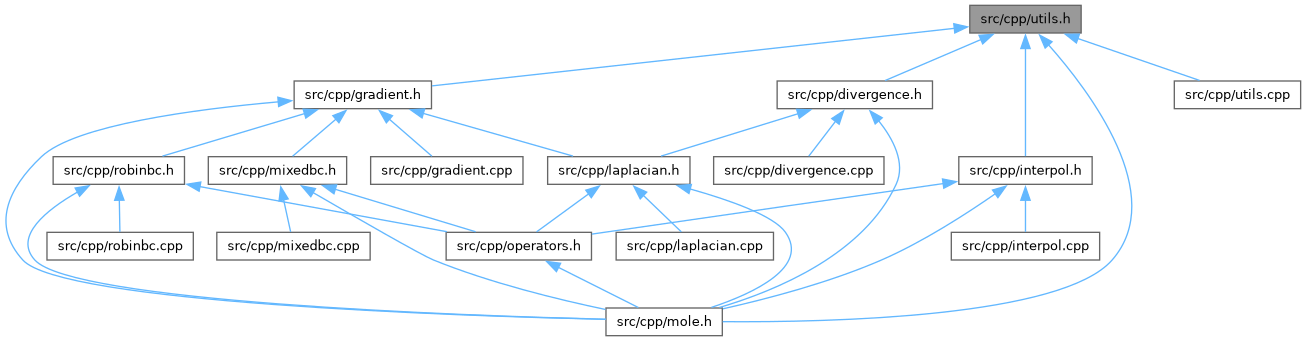 src/cpp/utils.h
src/cpp/gradient.h
src/cpp/divergence.h
src/cpp/utils.cpp
src/cpp/robinbc.h
src/cpp/mixedbc.h
src/cpp/gradient.cpp
src/cpp/laplacian.h
src/cpp/divergence.cpp
src/cpp/interpol.h
src/cpp/robinbc.cpp
src/cpp/mixedbc.cpp
src/cpp/operators.h
src/cpp/laplacian.cpp
src/cpp/interpol.cpp
src/cpp/mole.h